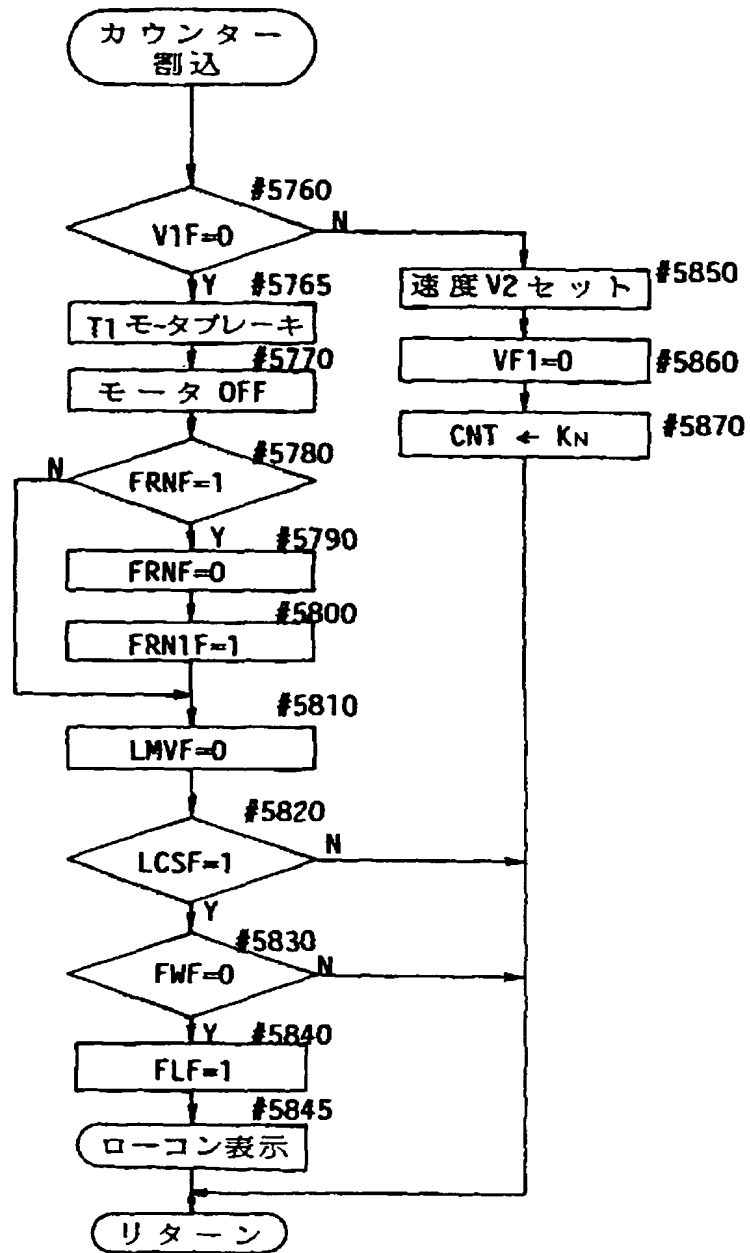 カウンター
割込
#5760
V1F=0
N
Y
#5765
T1モータブレーキ
#5770
モータ OFF
#5780
N
FRNF=1
Y
#5790
FRNF=0
#5800
FRN1F=1
#5810
LMVF=0
#5820
LCSF=1
N
Y
#5830
FWF=0
N
Y
#5840
FLF=1
#5845
ローコン表示
リターン
速度V2セット
#5850
VF1=0
#5860
CNT ← KN
#5870